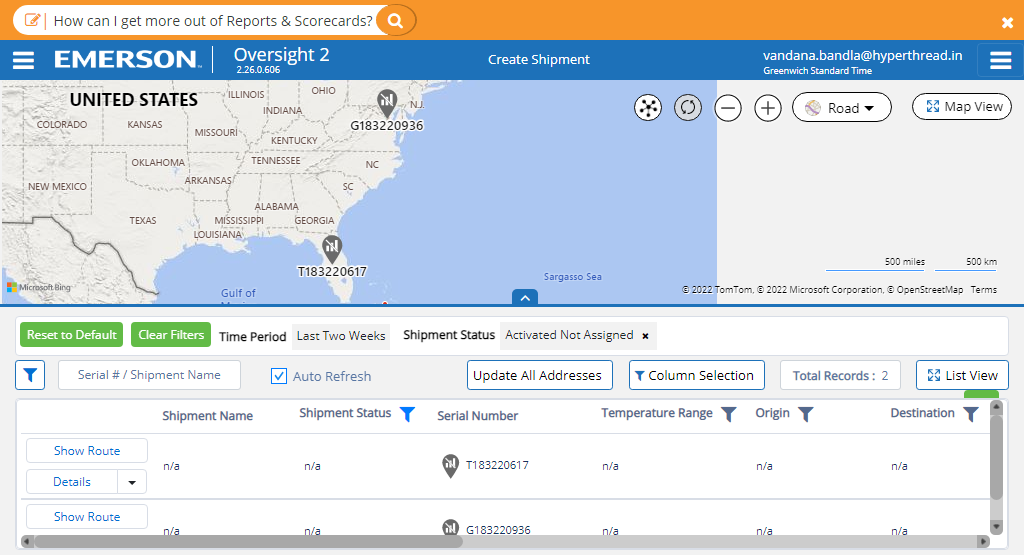 How can I get more out of Reports & Scorecards?
EMERSON
Oversight 2
2.26.0.606
Create Shipment
vandana.bandla@hyperthread.in
Greenwich Standard Time
UNITED STATES
ILLINOIS
OHIO
INDIANA
N.J.
G183220936
COLORADO
KANSAS
MISSOURI
KENTUCKY
OKLAHOMA
TENNESSEE
NC
ARKANSAS
NEW MEXICO
SC
ALABAMA
TEXAS
MISSISSIPPI
GEORGIA
LOUISIANA
T183220617
Gulf of
Sargasso Sea
Road
Map View
500 miles
500 km
Microsoft Bing
© 2022 TomTom, © 2022 Microsoft Corporation, © OpenStreetMap Terms
Reset to Default
Clear Filters
Time Period
Last Two Weeks
Shipment Status
Activated Not Assigned ×
Serial # / Shipment Name
Auto Refresh
Update All Addresses
Column Selection
Total Records : 2
List View
Shipment Name
Shipment Status
Serial Number
Temperature Range
Origin
Destination
Show Route
Details
n/a
n/a
T183220617
n/a
n/a
n/a
Show Route
n/a
n/a
G183220936
n/a
n/a
n/a